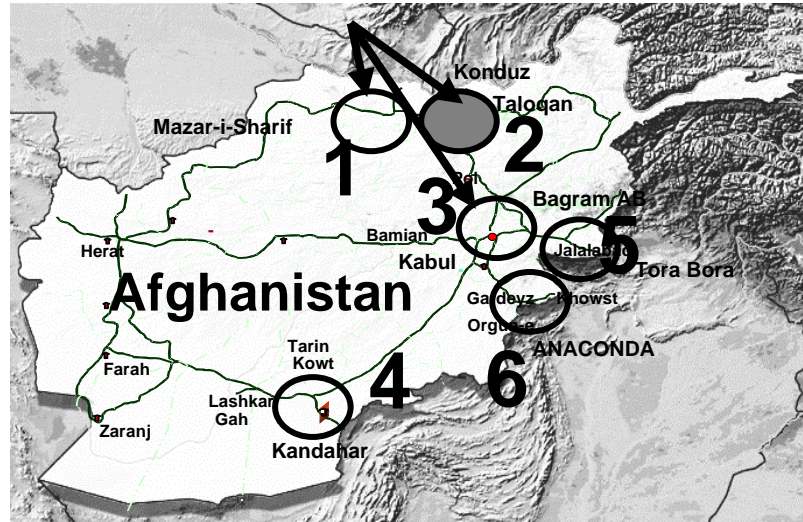 Konduz
Taloqan
Mazar-i-Sharif
1
2
3
Bagram AB
Bamian
5
Herat
Jalalabad
Kabul
Tora Bora
Afghanistan
Gardeyz
Khowst
Orgun-e
ANACONDA
Tarin
Kowt
Farah
4
6
Lashkar
Gah
Zaranj
Kandahar